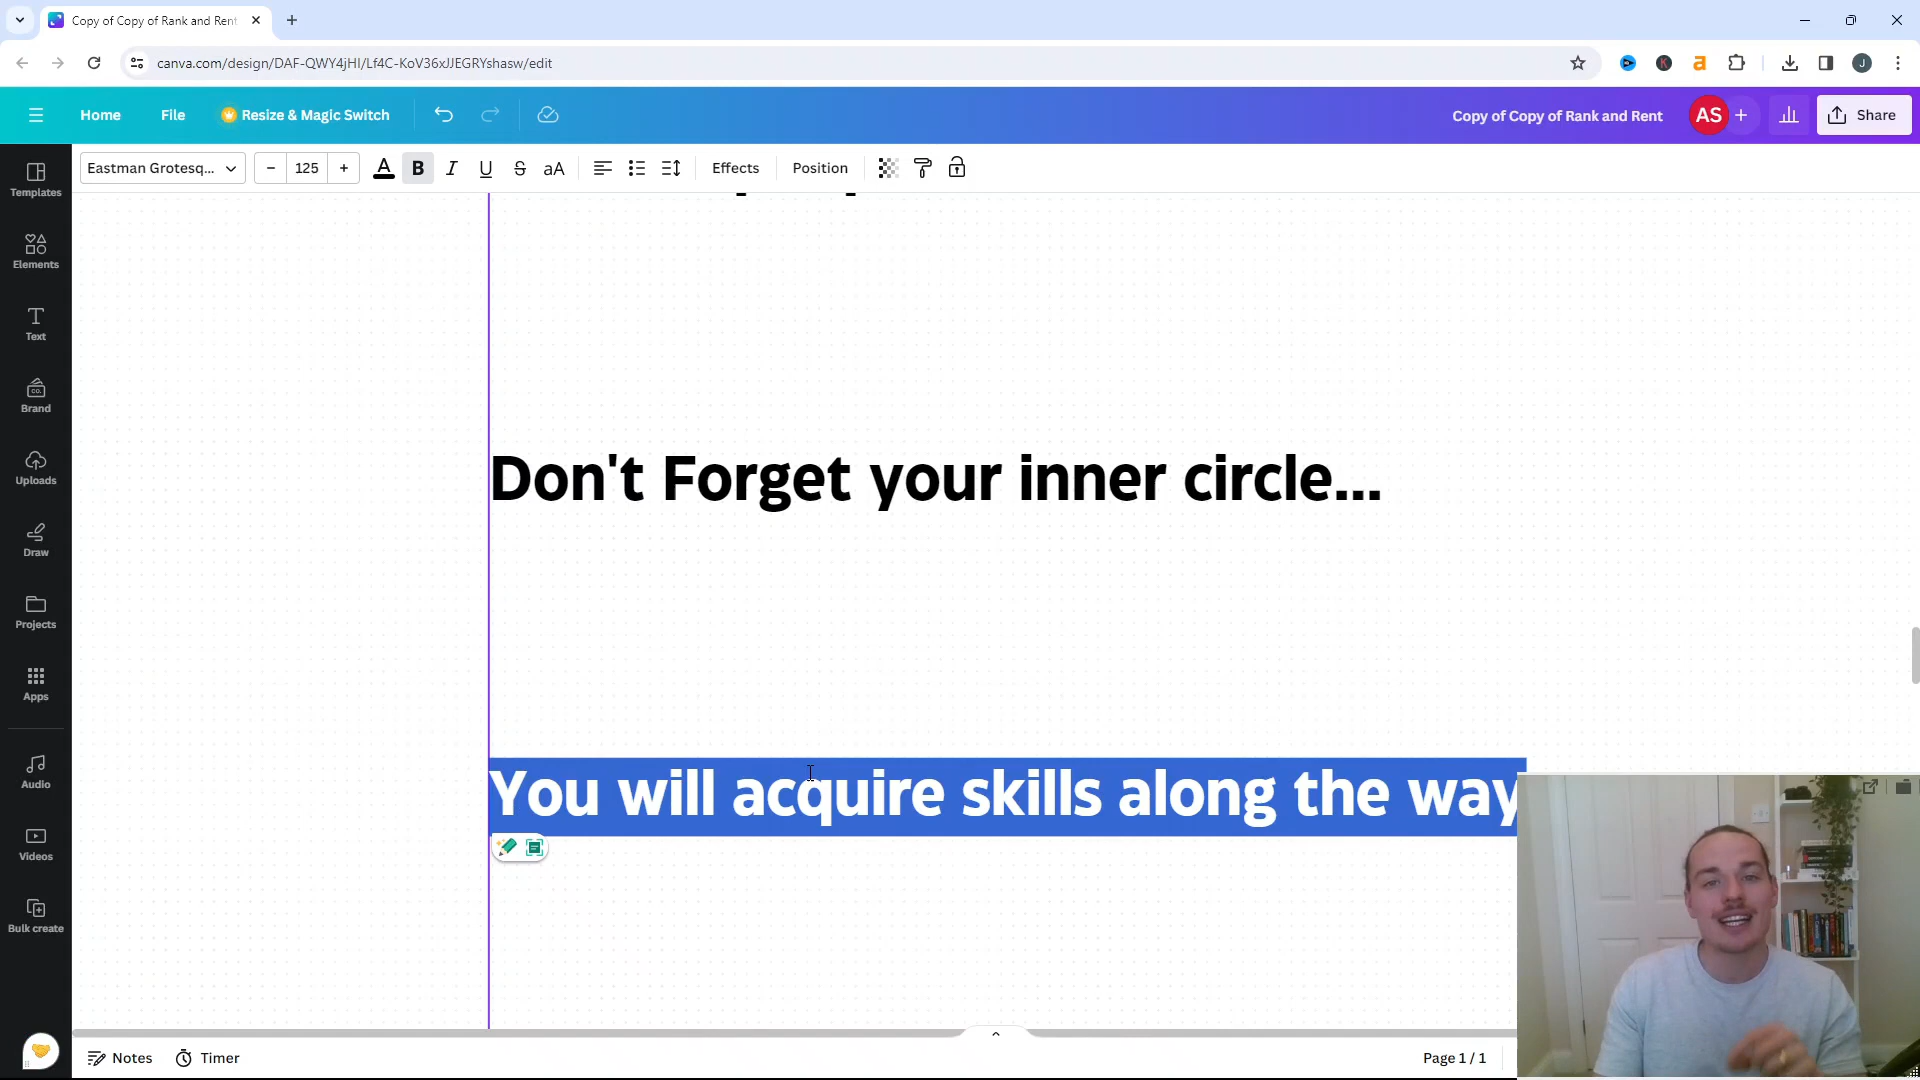 Copy of Copy of Rank and Rent
canva.com/design/DAF-QWY4jHI/Lf4C-KoV36xJJEGRYshasw/edit
Home
File
Resize & Magic Switch
Copy of Copy of Rank and Rent
AS
Share
Eastman Grotesq...
125
B
I
U
S
aA
Effects
Position
Templates
Elements
Text
Brand
Uploads
Draw
Projects
Apps
Audio
Videos
Bulk create
Don't Forget your inner circle...
You will acquire skills along the way
Notes
Timer
Page 1 / 1